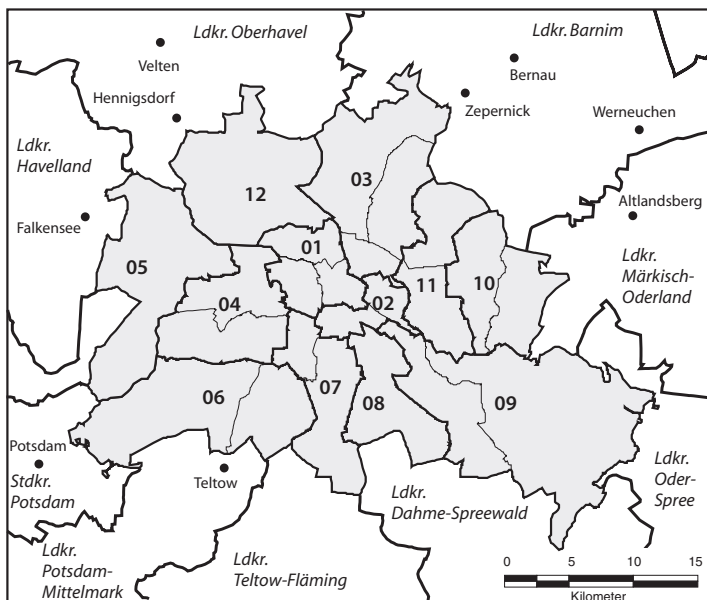 Ldkr. Oberhavel
Ldkr. Barnim
Velten
Bernau
Hennigsdorf
Zepernick
Werneuchen
Ldkr.
Havelland
03
12
Altlandsberg
Falkensee
01
05
Ldkr.
Märkisch-
Oderland
04
02
11
10
06
07
08
09
Potsdam
Stdkr.
Potsdam
Teltow
Ldkr.
Dahme-Spreewald
Ldkr.
Oder-
Spree
Ldkr.
Potsdam-
Mittelmark
Ldkr.
Teltow-Fläming
0 5 10 15
Kilometer